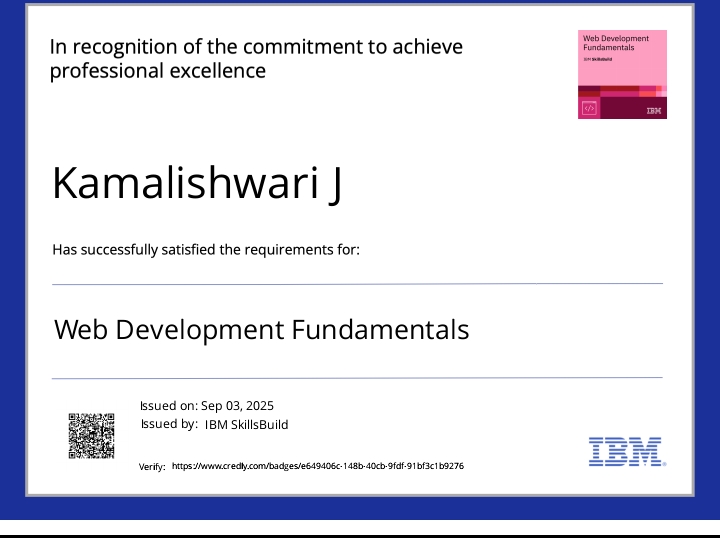 In recognition of the commitment to achieve
professional excellence
Web Development
Fundamentals
IBM SkillsBuild
IBM
Kamalishwari J
Has successfully satisfied the requirements for:
Web Development Fundamentals
Issued on: Sep 03, 2025
Issued by: IBM SkillsBuild
Verify: https://www.credly.com/badges/e649406c-148b-40cb-9fdf-91bf3c1b9276
IBM®